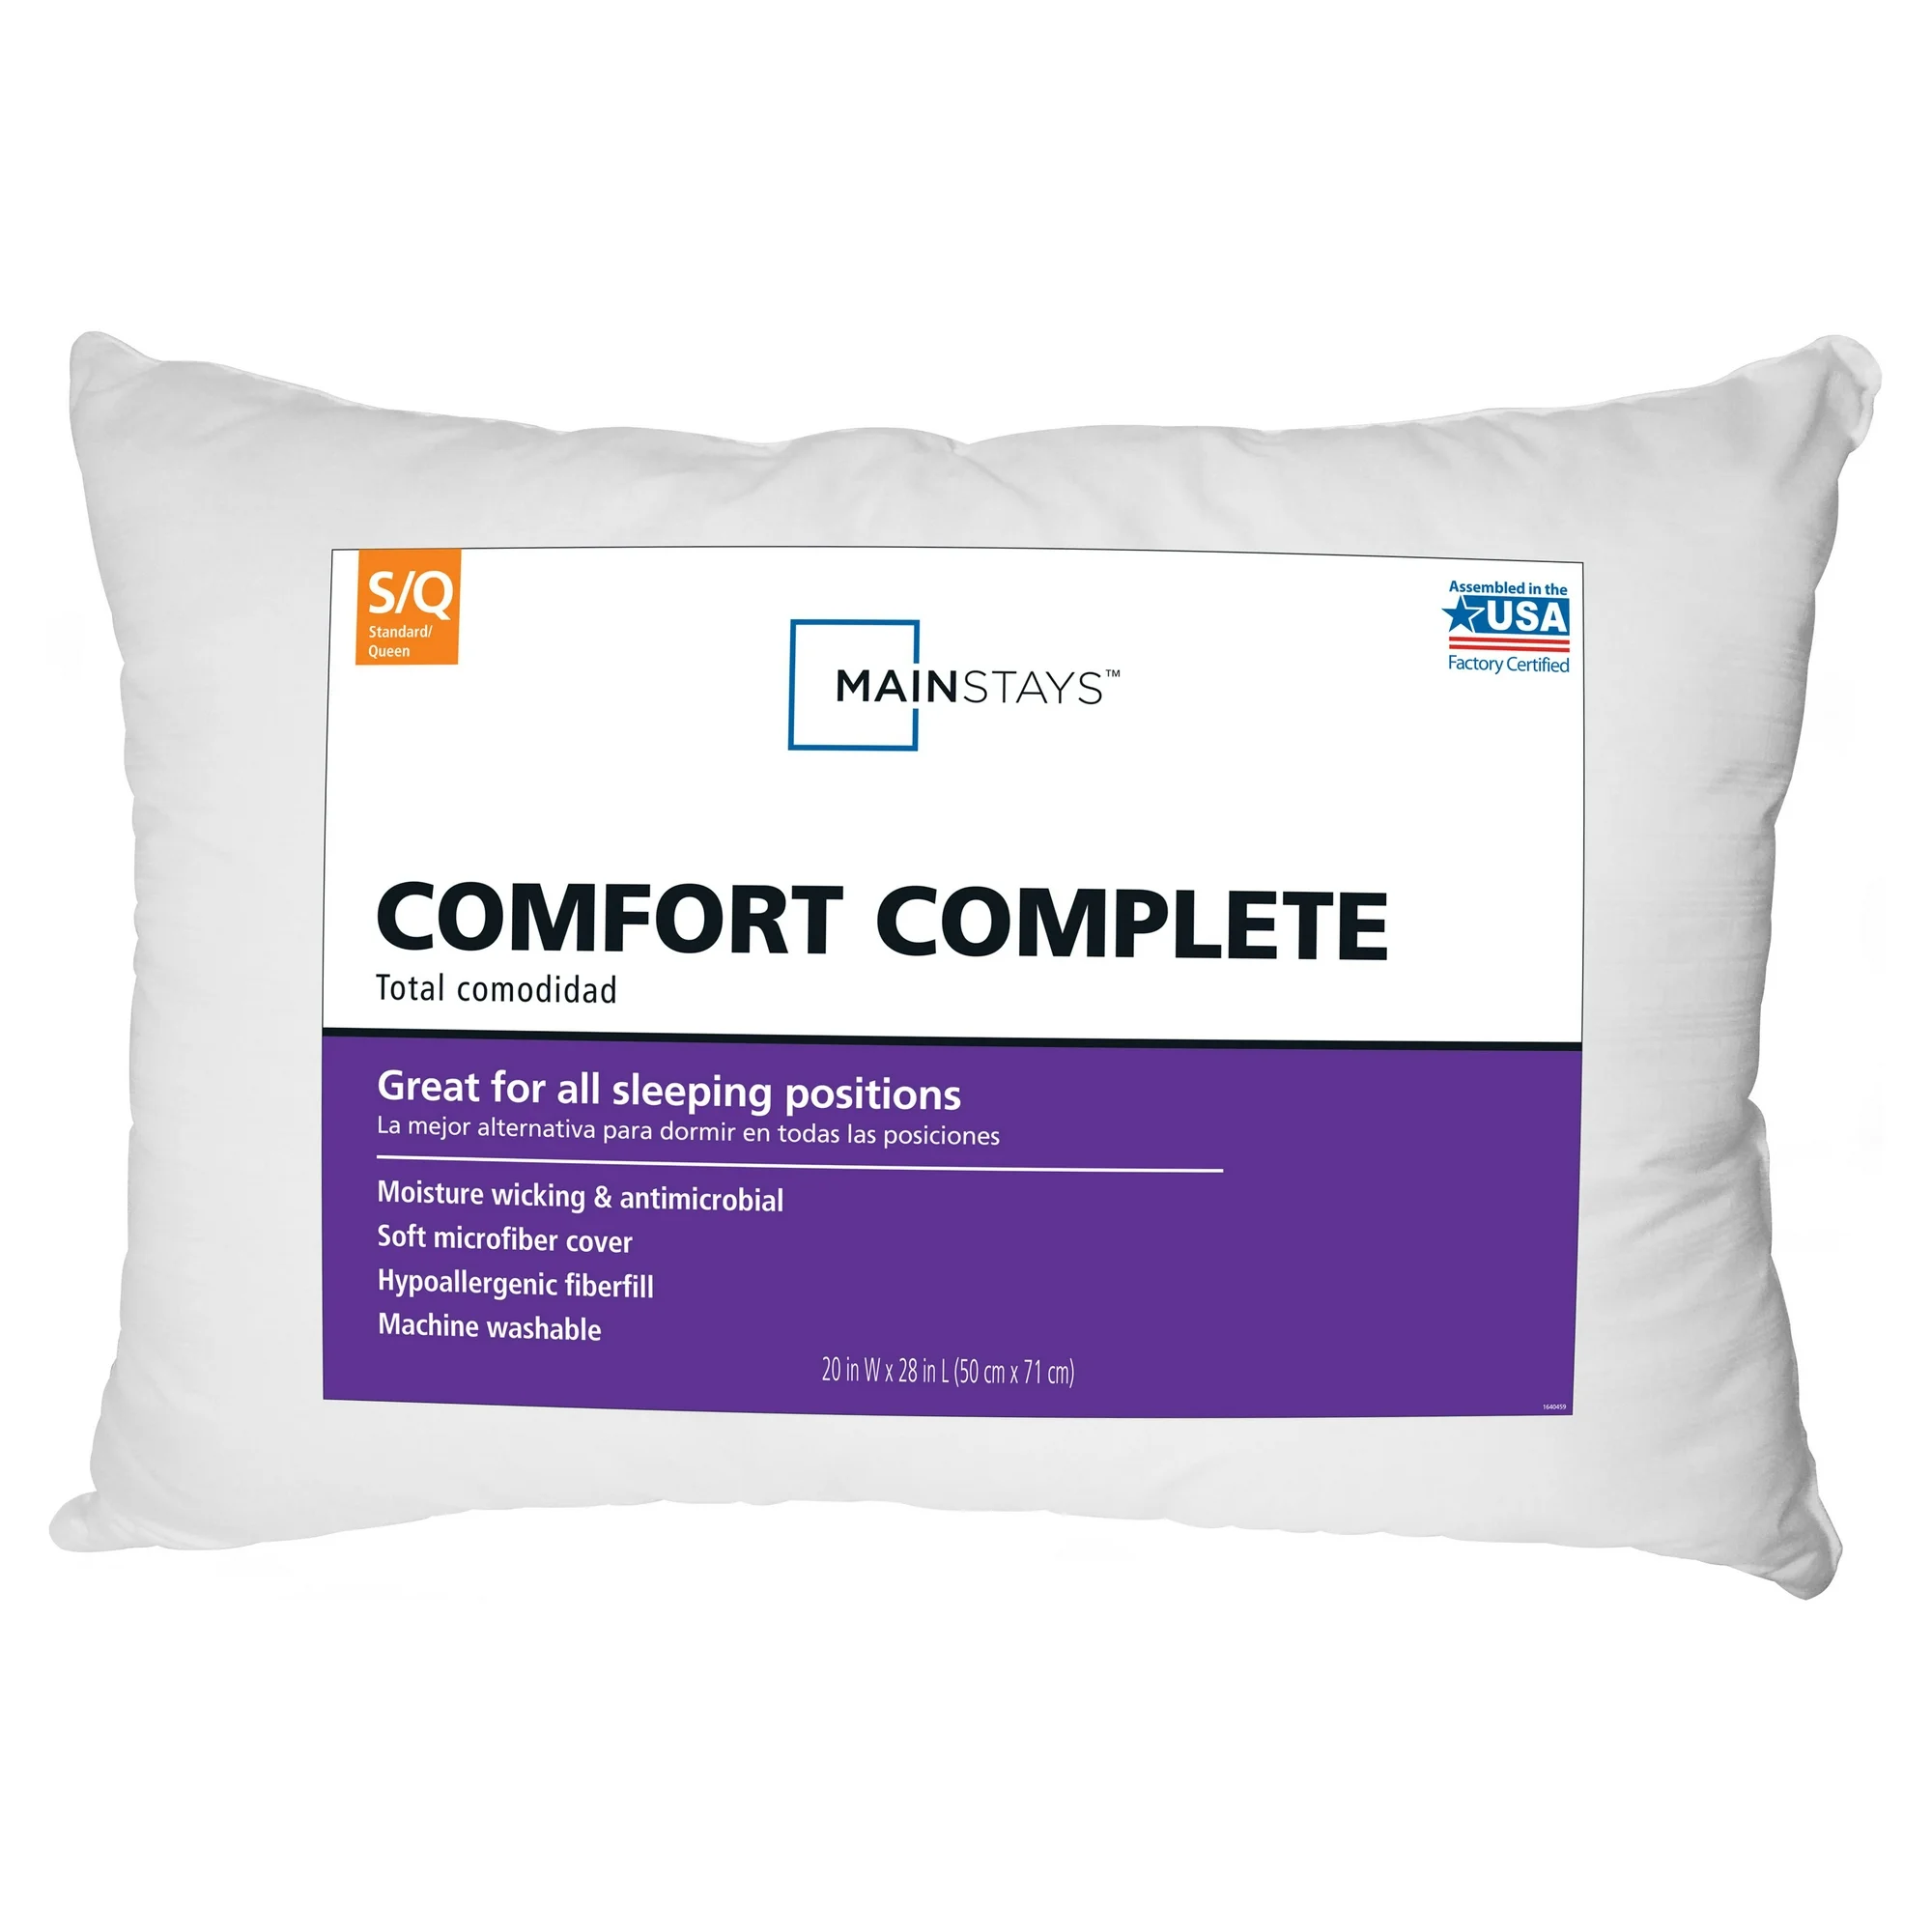 S/Q
Standard/
Queen
Assembled in the
USA
Factory Certified
MAINSTAYS™
COMFORT COMPLETE
Total comodidad
Great for all sleeping positions
La mejor alternativa para dormir en todas las posiciones
Moisture wicking & antimicrobial
Soft microfiber cover
Hypoallergenic fiberfill
Machine washable
20 in W x 28 in L (50 cm x 71 cm)
1640459